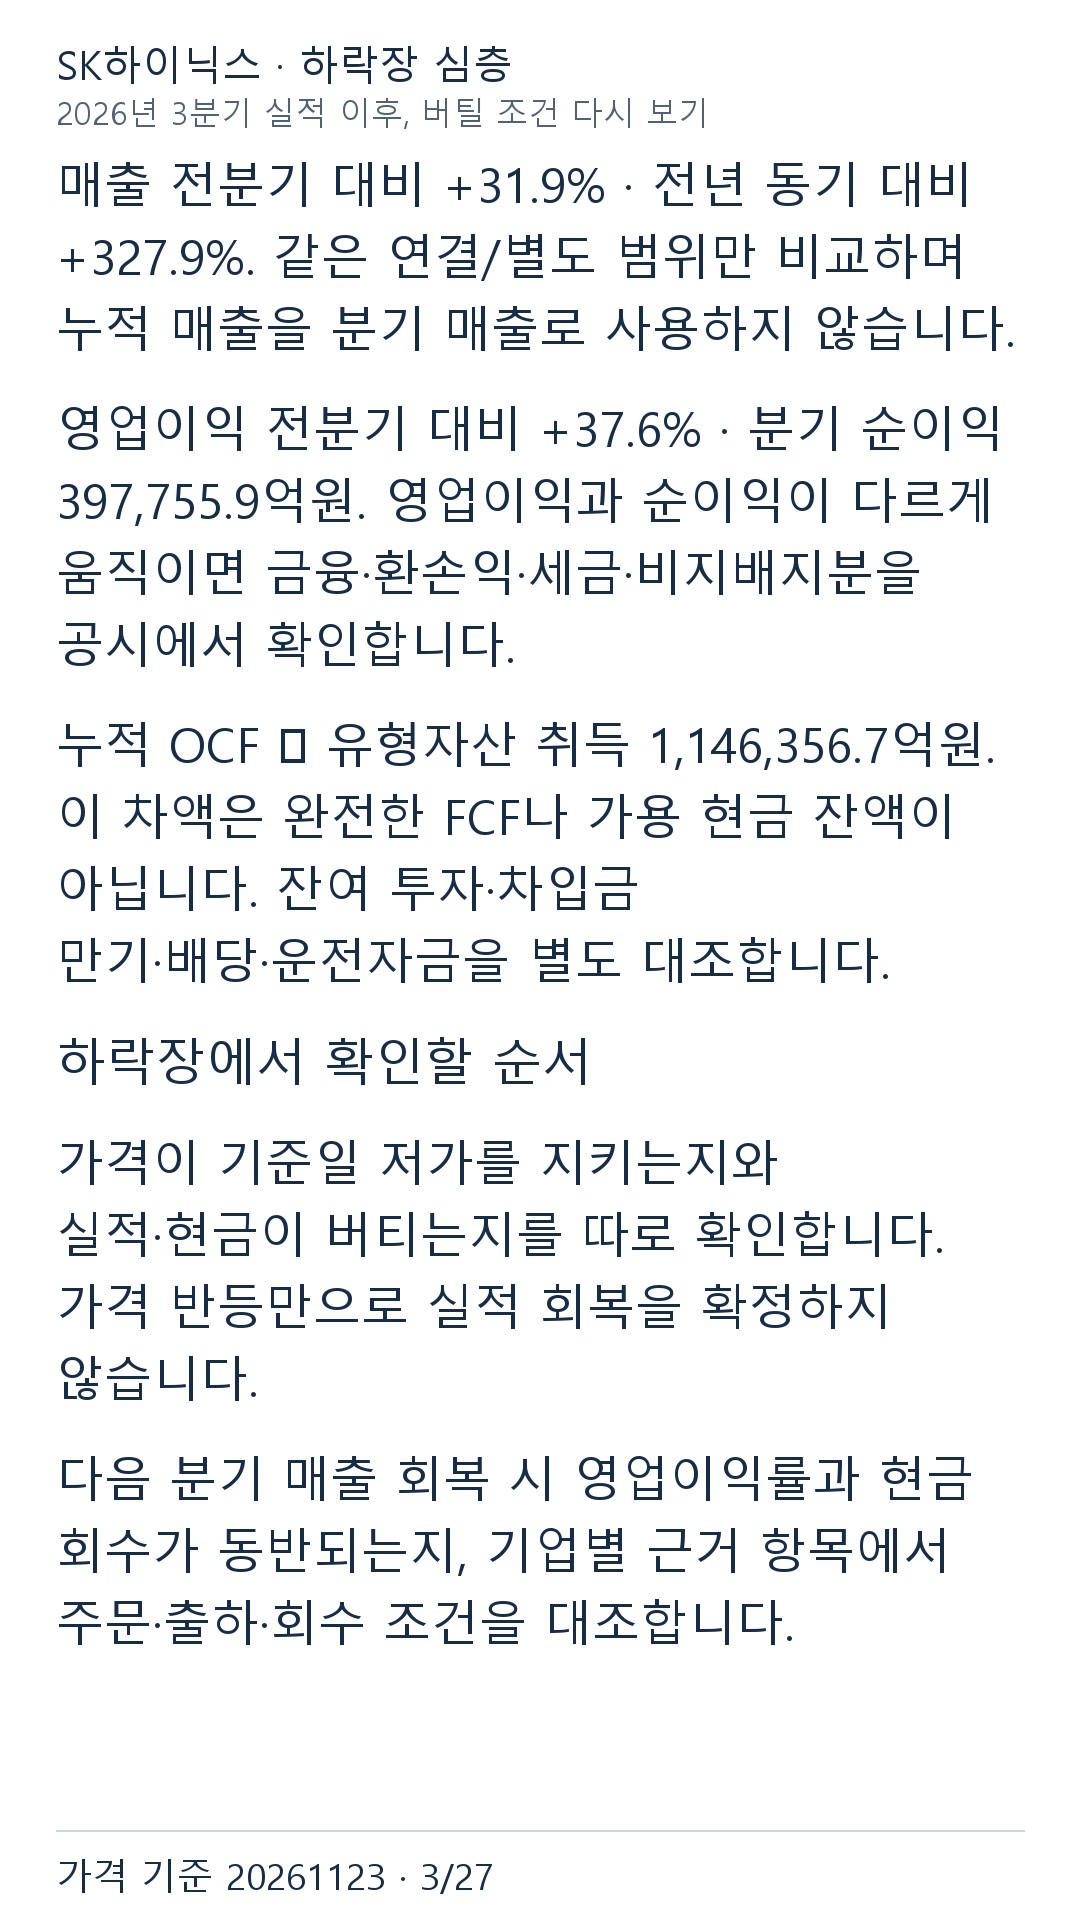 SK하이닉스 · 하락장 심층
2026년 3분기 실적 이후, 버틸 조건 다시 보기
매출 전분기 대비 +31.9% · 전년 동기 대비
+327.9%. 같은 연결/별도 범위만 비교하며
누적 매출을 분기 매출로 사용하지 않습니다.
영업이익 전분기 대비 +37.6% · 분기 순이익
397,755.9억원. 영업이익과 순이익이 다르게
움직이면 금융·환손익·세금·비지배지분을
공시에서 확인합니다.
누적 OCF □ 유형자산 취득 1,146,356.7억원.
이 차액은 완전한 FCF나 가용 현금 잔액이
아닙니다. 잔여 투자·차입금
만기·배당·운전자금을 별도 대조합니다.
하락장에서 확인할 순서
가격이 기준일 저가를 지키는지와
실적·현금이 버티는지를 따로 확인합니다.
가격 반등만으로 실적 회복을 확정하지
않습니다.
다음 분기 매출 회복 시 영업이익률과 현금
회수가 동반되는지, 기업별 근거 항목에서
주문·출하·회수 조건을 대조합니다.
가격 기준 20261123 · 3/27